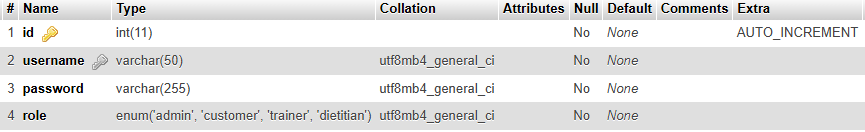 # Name Type Collation Attributes Null Default Comments Extra
1 id int(11) No None AUTO_INCREMENT
2 username varchar(50) utf8mb4_general_ci No None
3 password varchar(255) utf8mb4_general_ci No None
4 role enum('admin', 'customer', 'trainer', 'dietitian') utf8mb4_general_ci No None